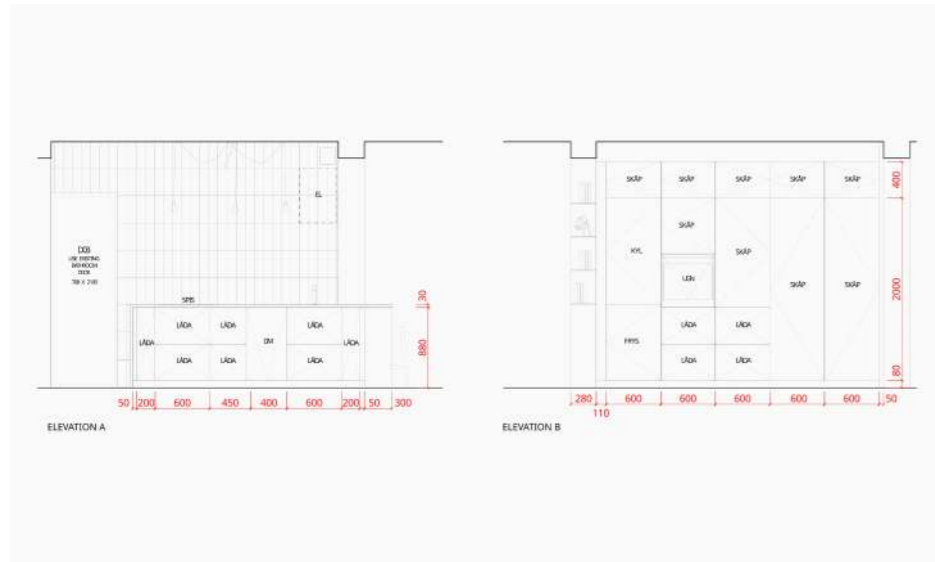 EL
D03
USE EXISTING
BATHROOM
DOOR
SPIS
LÅDA LÅDA LÅDA
LÅDA DM LÅDA
LÅDA LÅDA LÅDA
30
880
50 200 600 450 400 600 200 50 300
ELEVATION A
SKÅP SKÅP SKÅP SKÅP SKÅP
400
SKÅP
KYL SKÅP
UGN
SKÅP SKÅP
2000
LÅDA LÅDA
FRYS
LÅDA LÅDA
80
280 600 600 600 600 600 50
110
ELEVATION B